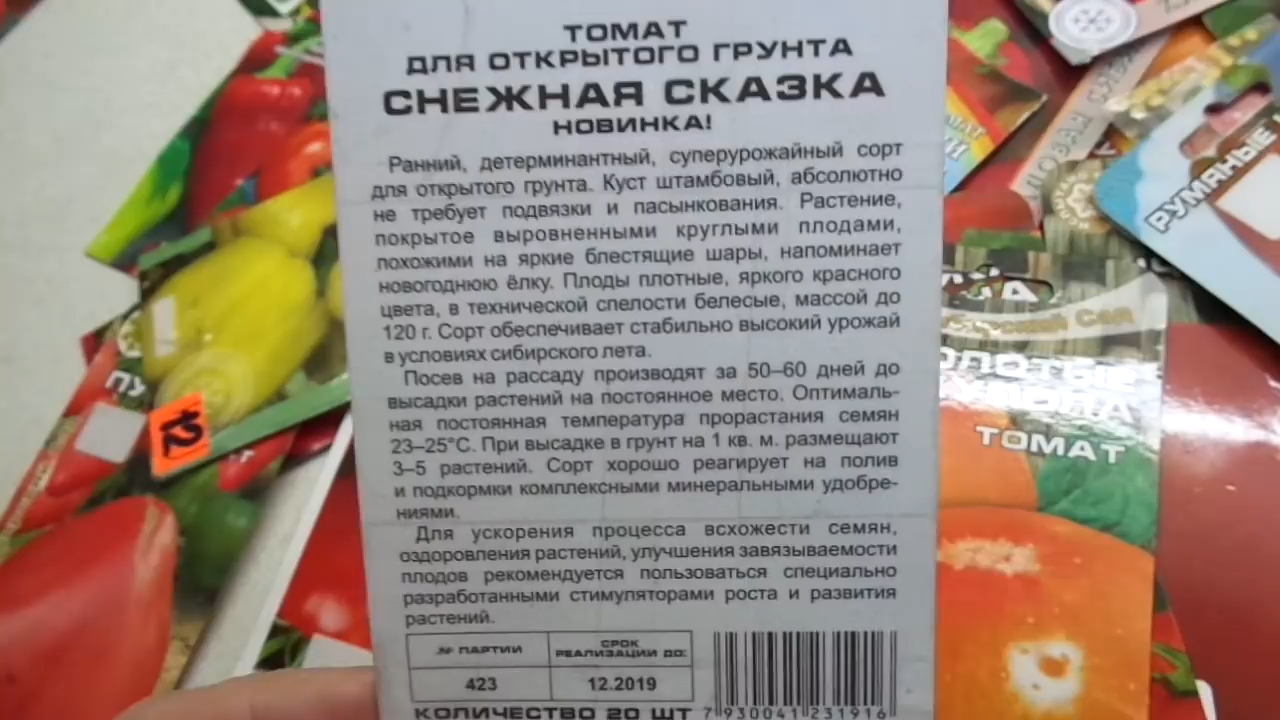 ТОМАТ
ДЛЯ ОТКРЫТОГО ГРУНТА
СНЕЖНАЯ СКАЗКА
НОВИНКА!
Ранний, детерминантный, суперурожайный сорт
для открытого грунта. Куст штамбовый, абсолютно
не требует подвязки и пасынкования. Растение,
покрытое выровненными круглыми плодами,
похожими на яркие блестящие шары, напоминает
новогоднюю ёлку. Плоды плотные, яркого красного
цвета, в технической спелости белесые, массой до
120 г. Сорт обеспечивает стабильно высокий урожай
в условиях сибирского лета.
Посев на рассаду производят за 50–60 дней до
высадки растений на постоянное место. Оптималь-
ная постоянная температура прорастания семян
23–25°С. При высадке в грунт на 1 кв. м. размещают
3–5 растений. Сорт хорошо реагирует на полив
и подкормки комплексными минеральными удобре-
ниями.
Для ускорения процесса всхожести семян,
оздоровления растений, улучшения завязываемости
плодов рекомендуется пользоваться специально
разработанными стимуляторами роста и развития
растений.
№ ПАРТИИ
СРОК
РЕАЛИЗАЦИИ ДО:
423
12.2019
КОЛИЧЕСТВО 20 ШТ
7 930041 231916
12
РУМЯНЫЕ
ТОМАТ